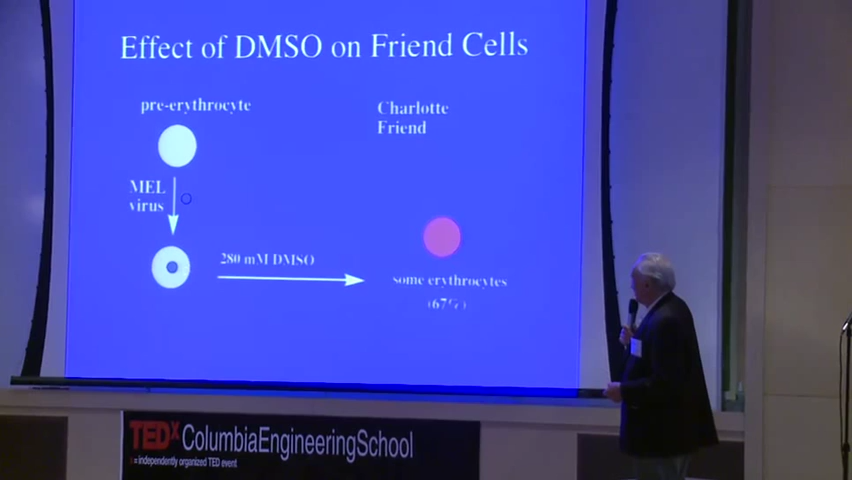 Effect of DMSO on Friend Cells
pre-erythrocyte
Charlotte
Friend
MEL
virus
280 mM DMSO
some erythrocytes
(67%)
TEDx ColumbiaEngineeringSchool
x = independently organized TED event